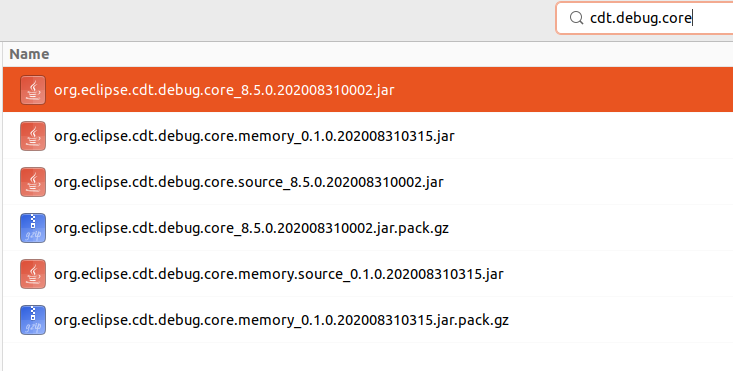 cdt.debug.core
Name
org.eclipse.cdt.debug.core_8.5.0.202008310002.jar
org.eclipse.cdt.debug.core.memory_0.1.0.202008310315.jar
org.eclipse.cdt.debug.core.source_8.5.0.202008310002.jar
org.eclipse.cdt.debug.core_8.5.0.202008310002.jar.pack.gz
org.eclipse.cdt.debug.core.memory.source_0.1.0.202008310315.jar
org.eclipse.cdt.debug.core.memory_0.1.0.202008310315.jar.pack.gz